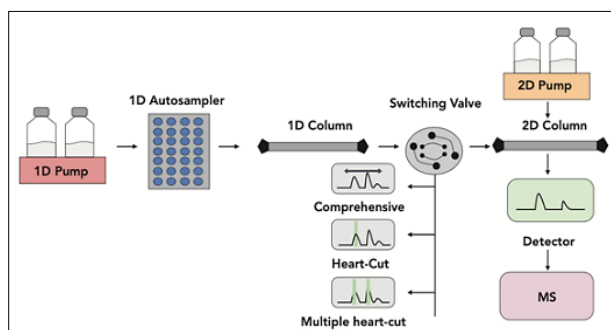 2D Pump
1D Autosampler
Switching Valve
1D Column
2D Column
1D Pump
Comprehensive
Heart-Cut
Detector
Multiple heart-cut
MS